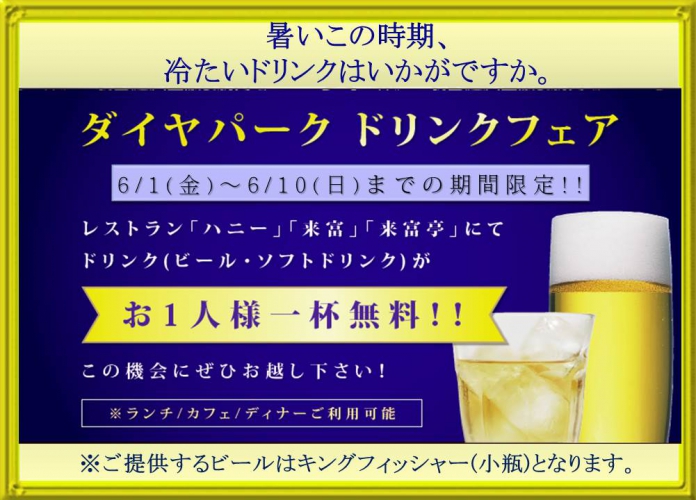 暑いこの時期、
冷たいドリンクはいかがですか。
ダイヤパーク ドリンクフェア
6/1(金)～6/10(日)までの期間限定!!
レストラン「ハニー」「来富」「来富亭」にて
ドリンク(ビール・ソフトドリンク)が
お1人様一杯無料!!
この機会にぜひお越し下さい!
※ランチ/カフェ/ディナーご利用可能
※ご提供するビールはキングフィッシャー(小瓶)となります。